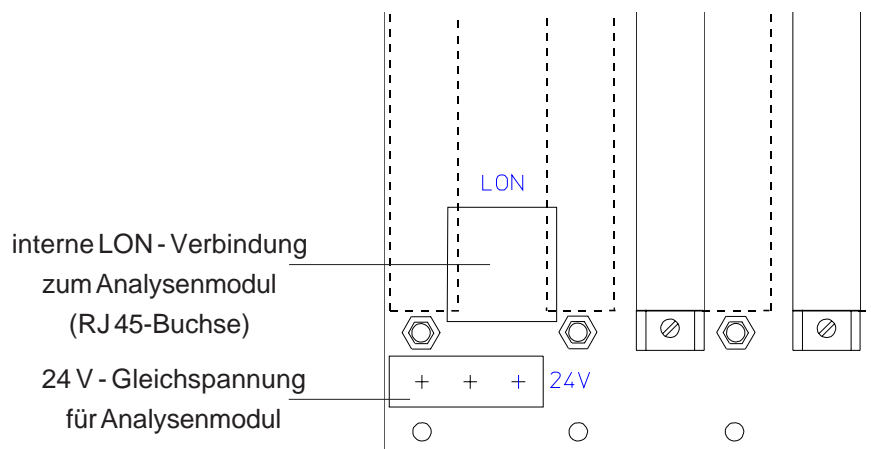 LON
interne LON - Verbindung
zum Analysenmodul
(RJ 45-Buchse)
24 V - Gleichspannung
für Analysenmodul
+ + + 24V